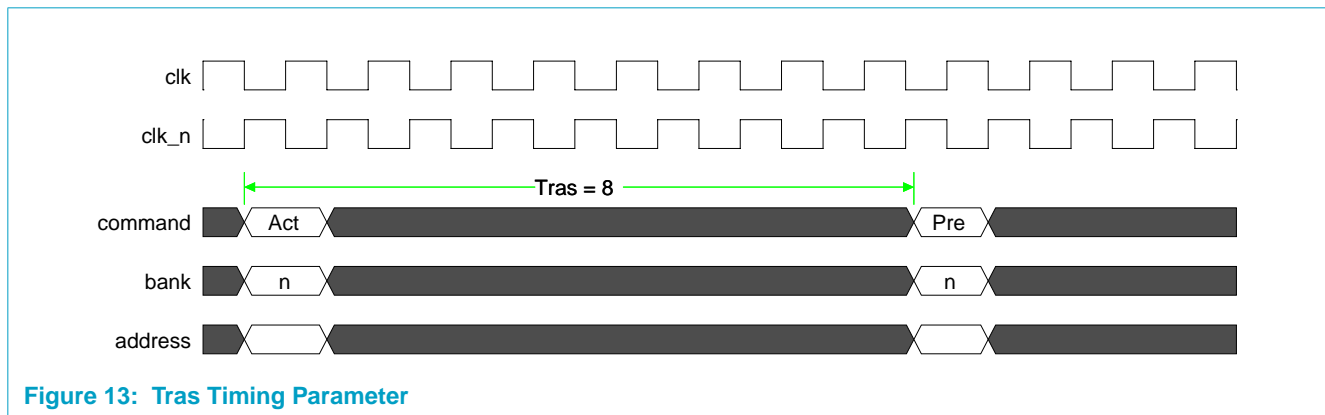 clk
clk_n
Tras = 8
command Act Pre
bank n n
address
Figure 13: Tras Timing Parameter